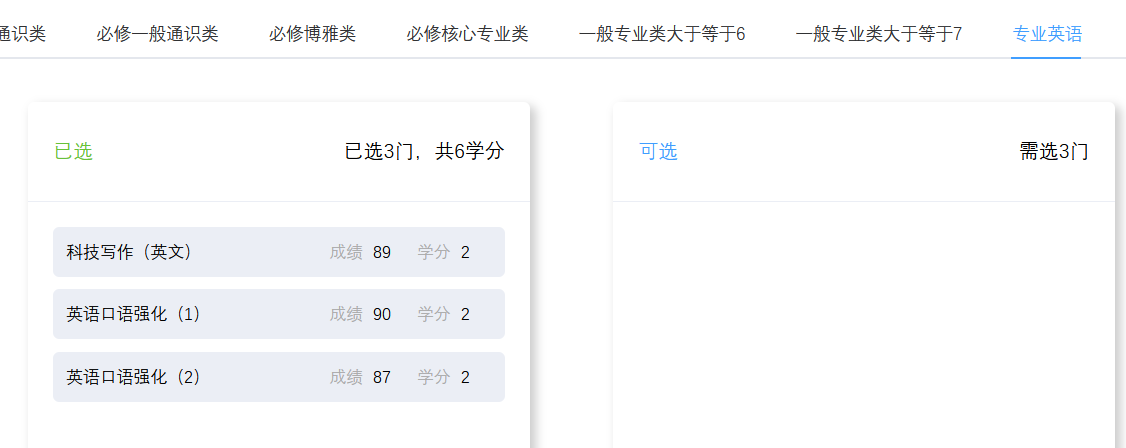 通识类 必修一般通识类 必修博雅类 必修核心专业类 一般专业类大于等于6 一般专业类大于等于7 专业英语
已选 已选3门，共6学分
可选 需选3门
科技写作（英文） 成绩 89 学分 2
英语口语强化（1） 成绩 90 学分 2
英语口语强化（2） 成绩 87 学分 2